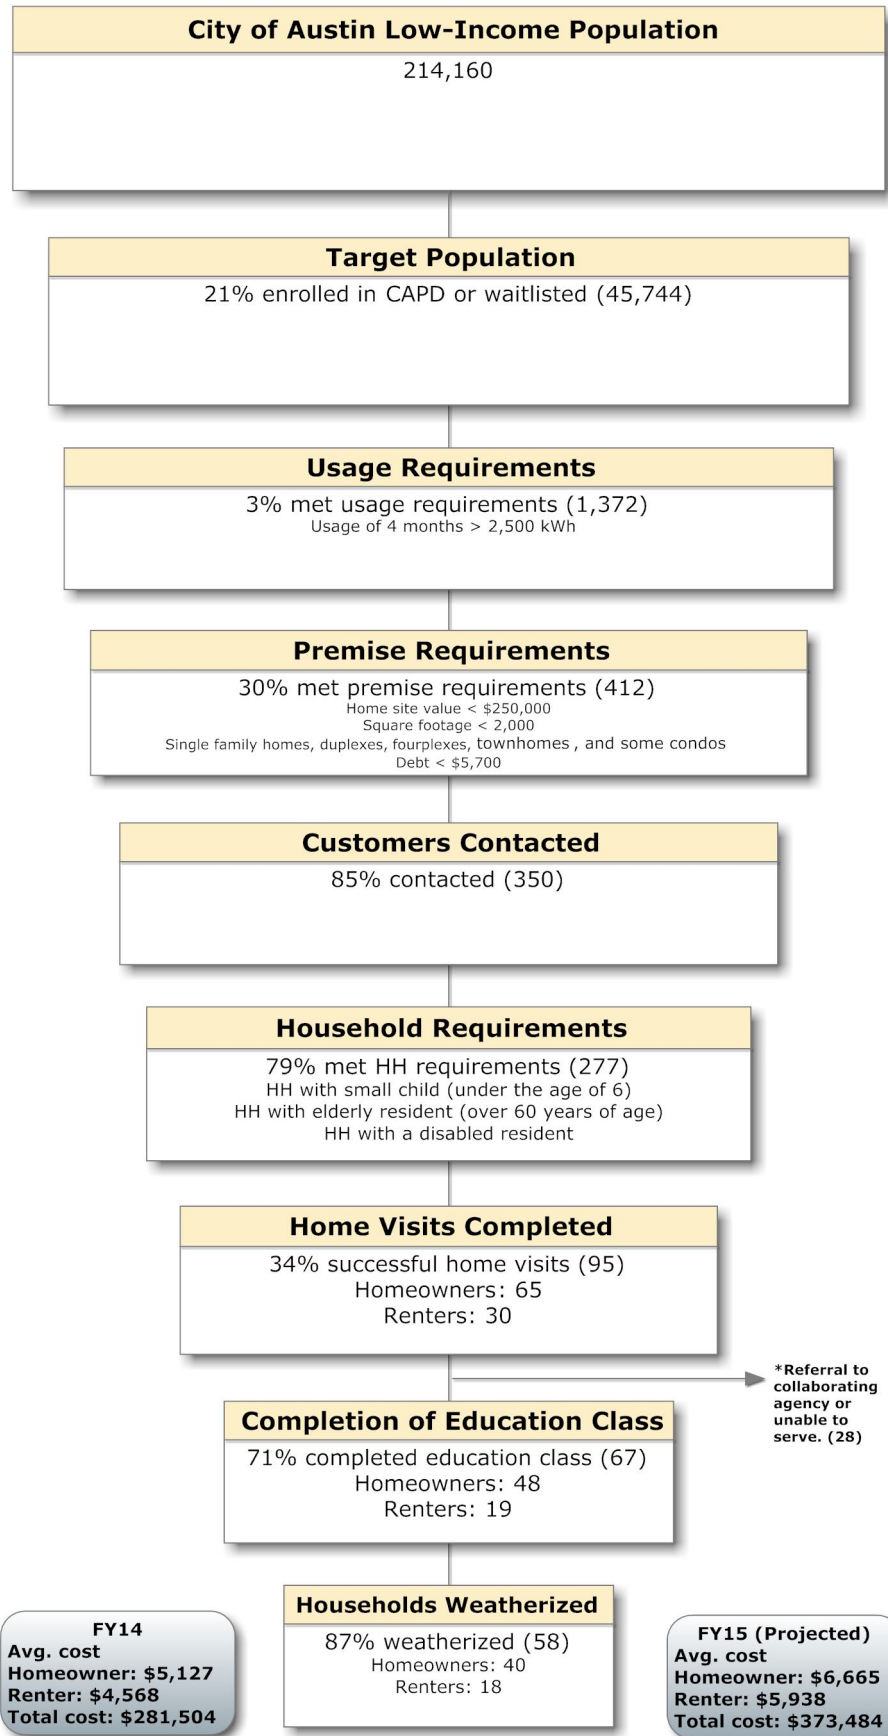 City of Austin Low-Income Population
214,160
Target Population
21% enrolled in CAPD or waitlisted (45,744)
Usage Requirements
3% met usage requirements (1,372)
Usage of 4 months > 2,500 kWh
Premise Requirements
30% met premise requirements (412)
Home site value < $250,000
Square footage < 2,000
Single family homes, duplexes, fourplexes, townhomes , and some condos
Debt < $5,700
Customers Contacted
85% contacted (350)
Household Requirements
79% met HH requirements (277)
HH with small child (under the age of 6)
HH with elderly resident (over 60 years of age)
HH with a disabled resident
Home Visits Completed
34% successful home visits (95)
Homeowners: 65
Renters: 30
*Referral to
collaborating
agency or
unable to
serve. (28)
Completion of Education Class
71% completed education class (67)
Homeowners: 48
Renters: 19
Households Weatherized
87% weatherized (58)
Homeowners: 40
Renters: 18
FY14
Avg. cost
Homeowner: $5,127
Renter: $4,568
Total cost: $281,504
FY15 (Projected)
Avg. cost
Homeowner: $6,665
Renter: $5,938
Total cost: $373,484